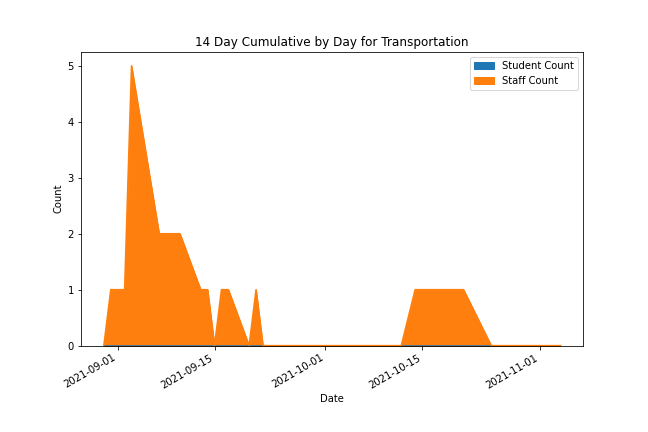 14 Day Cumulative by Day for Transportation
Student Count
Staff Count
5
4
3
2
1
0
Count
2021-09-01
2021-09-15
2021-10-01
2021-10-15
2021-11-01
Date